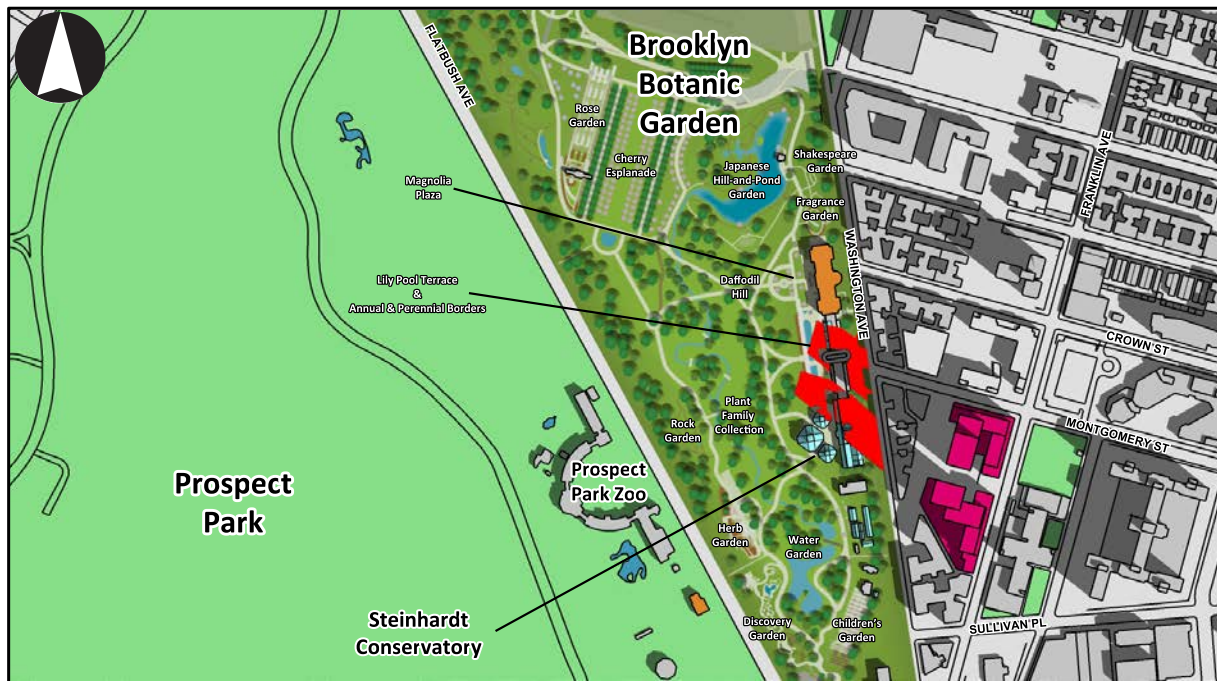 FLATBUSH AVE
Brooklyn
Botanic
Garden
Rose
Garden
Cherry
Esplanade
Japanese
Hill-and-Pond
Garden
Shakespeare
Garden
FRANKLIN AVE
Magnolia
Plaza
Fragrance
Garden
WASHINGTON AVE
Lily Pool Terrace
&
Annual & Perennial Borders
Daffodil
Hill
CROWN ST
Plant
Family
Collection
Rock
Garden
MONTGOMERY ST
Prospect
Park
Prospect
Park Zoo
Herb
Garden
Water
Garden
Steinhardt
Conservatory
Discovery
Garden
Children's
Garden
SULLIVAN PL